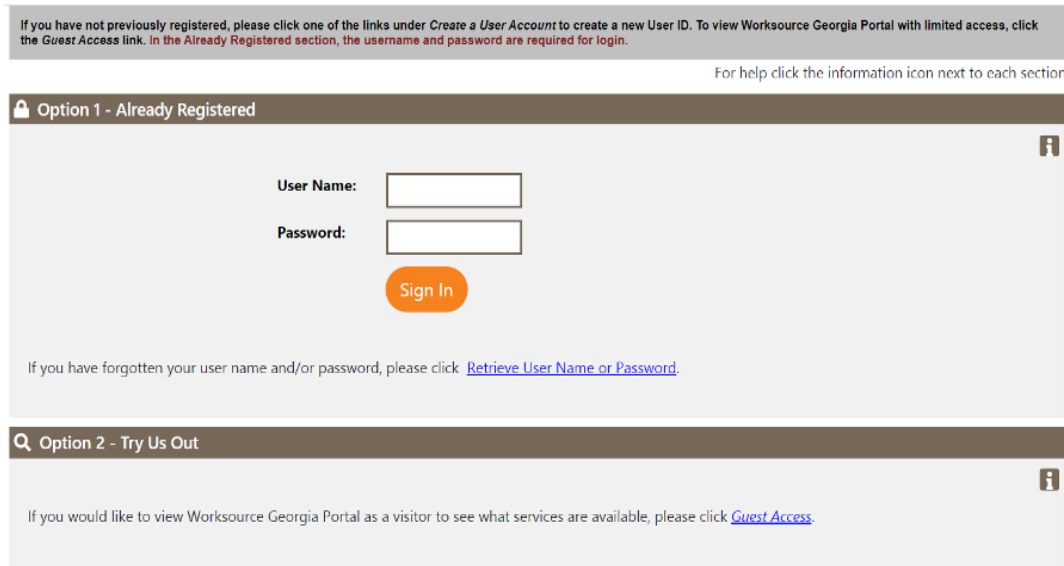 If you have not previously registered, please click one of the links under Create a User Account to create a new User ID. To view Worksource Georgia Portal with limited access, click
the Guest Access link. In the Already Registered section, the username and password are required for login.
For help click the information icon next to each section
Option 1 - Already Registered
User Name:
Password:
Sign In
If you have forgotten your user name and/or password, please click Retrieve User Name or Password.
Option 2 - Try Us Out
If you would like to view Worksource Georgia Portal as a visitor to see what services are available, please click Guest Access.